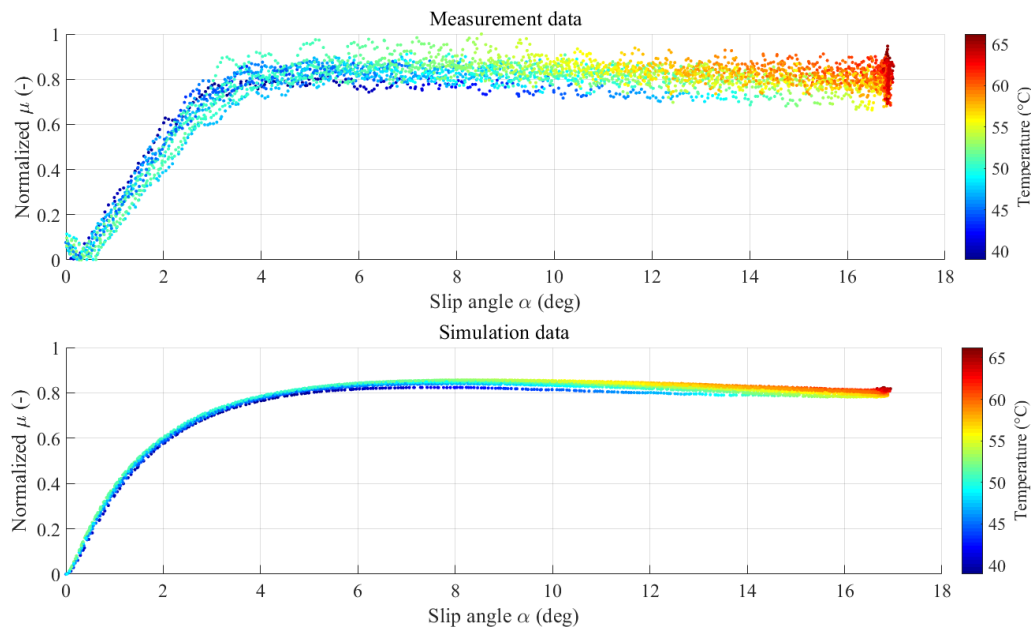 Measurement data
Normalized μ (-)
1
0.8
0.6
0.4
0.2
0
0 2 4 6 8 10 12 14 16 18
Slip angle α (deg)
65
60
55
50
45
40
Temperature (°C)
Simulation data
Normalized μ (-)
1
0.8
0.6
0.4
0.2
0
0 2 4 6 8 10 12 14 16 18
Slip angle α (deg)
65
60
55
50
45
40
Temperature (°C)